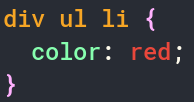 div ul li {
  color: red;
}